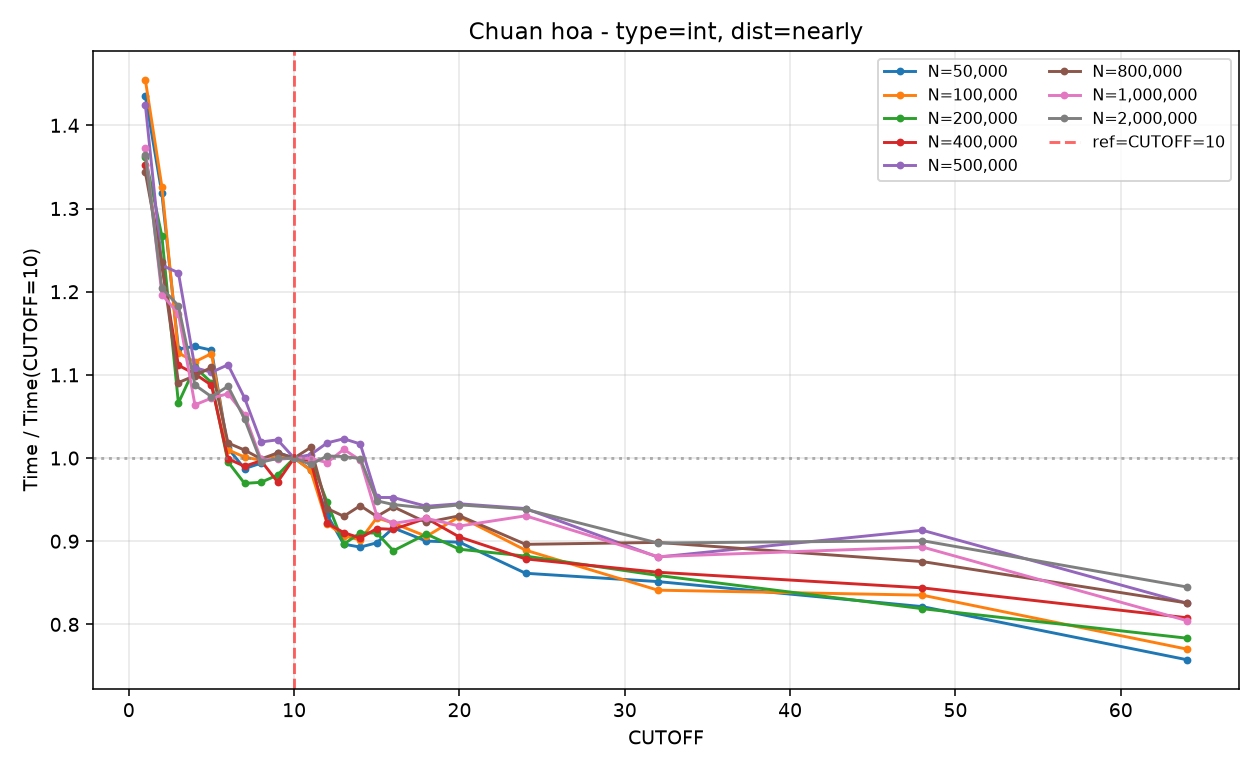 Chuan hoa - type=int, dist=nearly
Time / Time(CUTOFF=10)
1.4
1.3
1.2
1.1
1.0
0.9
0.8
N=50,000
N=100,000
N=200,000
N=400,000
N=500,000
N=800,000
N=1,000,000
N=2,000,000
ref=CUTOFF=10
0 10 20 30 40 50 60
CUTOFF